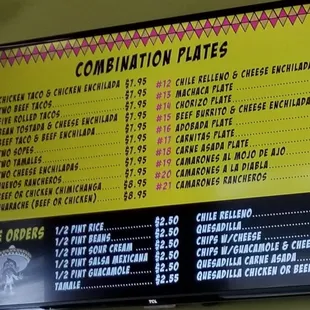 COMBINATION PLATES
CHICKEN TACO & CHICKEN ENCHILADA $7.95
TWO BEEF TACOS $7.95
FIVE ROLLED TACOS $7.95
BEAN TOSTADA & CHEESE ENCHILADA $7.95
BEEF TACO & BEEF ENCHILADA $7.95
TWO SOPES $7.95
TWO TAMALES $7.95
TWO CHEESE ENCHILADAS $7.95
HUEVOS RANCHEROS $7.95
BEEF OR CHICKEN CHIMICHANGA $8.95
HUARACHE (BEEF OR CHICKEN) $8.95
#12 CHILE RELLENO & CHEESE ENCHILADA
#13 MACHACA PLATE
#14 CHORIZO PLATE
#15 BEEF BURRITO & CHEESE ENCHILADA
#16 ADOBADA PLATE
#17 CARNITAS PLATE
#18 CARNE ASADA PLATE
#19 CAMARONES AL MOJO DE AJO
#20 CAMARONES A LA DIABLA
#21 CAMARONES RANCHEROS
E ORDERS
1/2 PINT RICE $2.50
1/2 PINT BEANS $2.50
1/2 PINT SOUR CREAM $2.50
1/2 PINT SALSA MEXICANA $2.50
1/2 PINT GUACAMOLE $2.50
TAMALE $2.55
CHILE RELLENO
QUESADILLA
CHIPS W/CHEESE
CHIPS W/GUACAMOLE & CHEE
QUESADILLA CARNE ASADA
QUESADILLA CHICKEN OR BEE
TCL